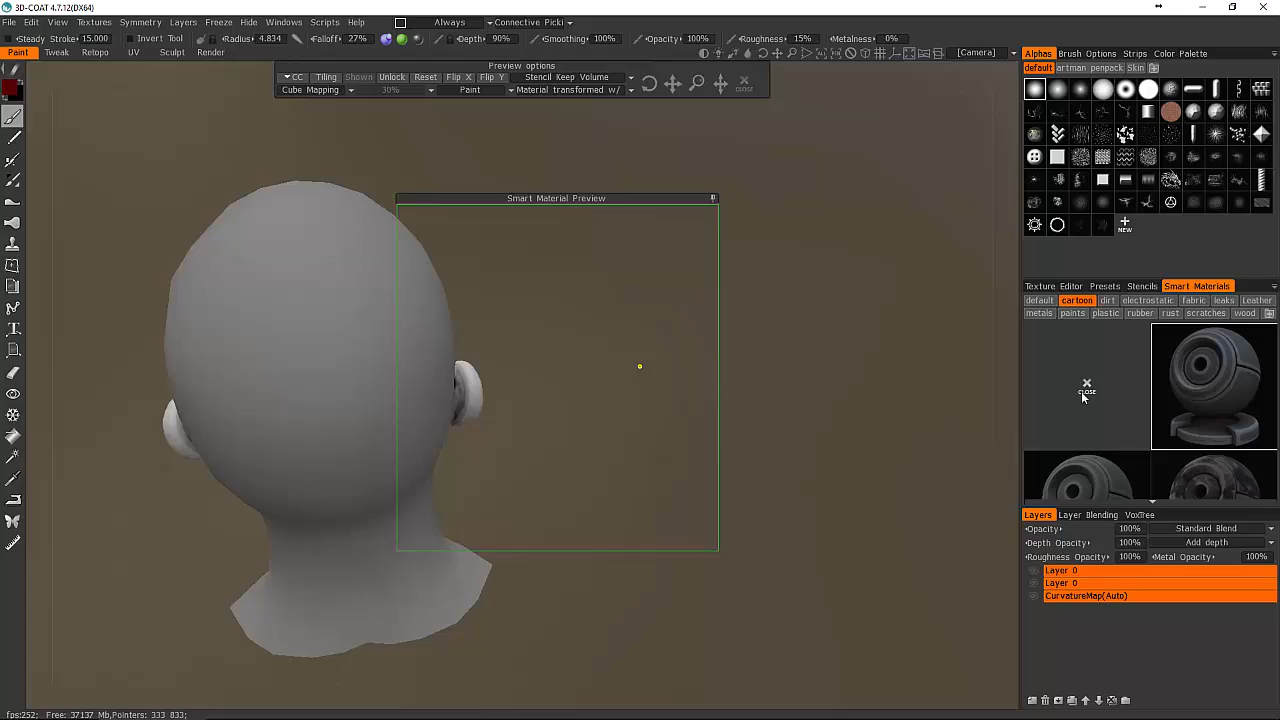 3D-COAT 4.7.12(DX64)
File Edit View Textures Symmetry Layers Freeze Hide Windows Scripts Help Always Connective Picki
Steady Stroke 15.000 Invert Tool Radius 4.834 Falloff 27% Depth 90% Smoothing 100% Opacity 100% Roughness 15% Metalness 0%
Paint Tweak Retopo UV Sculpt Render [Camera] Alphas Brush Options Strips Color Palette
default artman penpack Skin
Preview options
CC Tiling Shown Unlock Reset Flip X Flip Y Stencil Keep Volume
Cube Mapping 30% Paint Material transformed w/ CLOSE
Smart Material Preview
NEW
Texture Editor Presets Stencils Smart Materials
default cartoon dirt electrostatic fabric leaks Leather
metals paints plastic rubber rust scratches wood
CLOSE
Layers Layer Blending VoxTree
Opacity 100% Standard Blend
Depth Opacity 100% Add depth
Roughness Opacity 100% Metal Opacity 100%
Layer 0
Layer 0
CurvatureMap(Auto)
fps:252; Free: 37137 Mb,Pointers: 333 833;